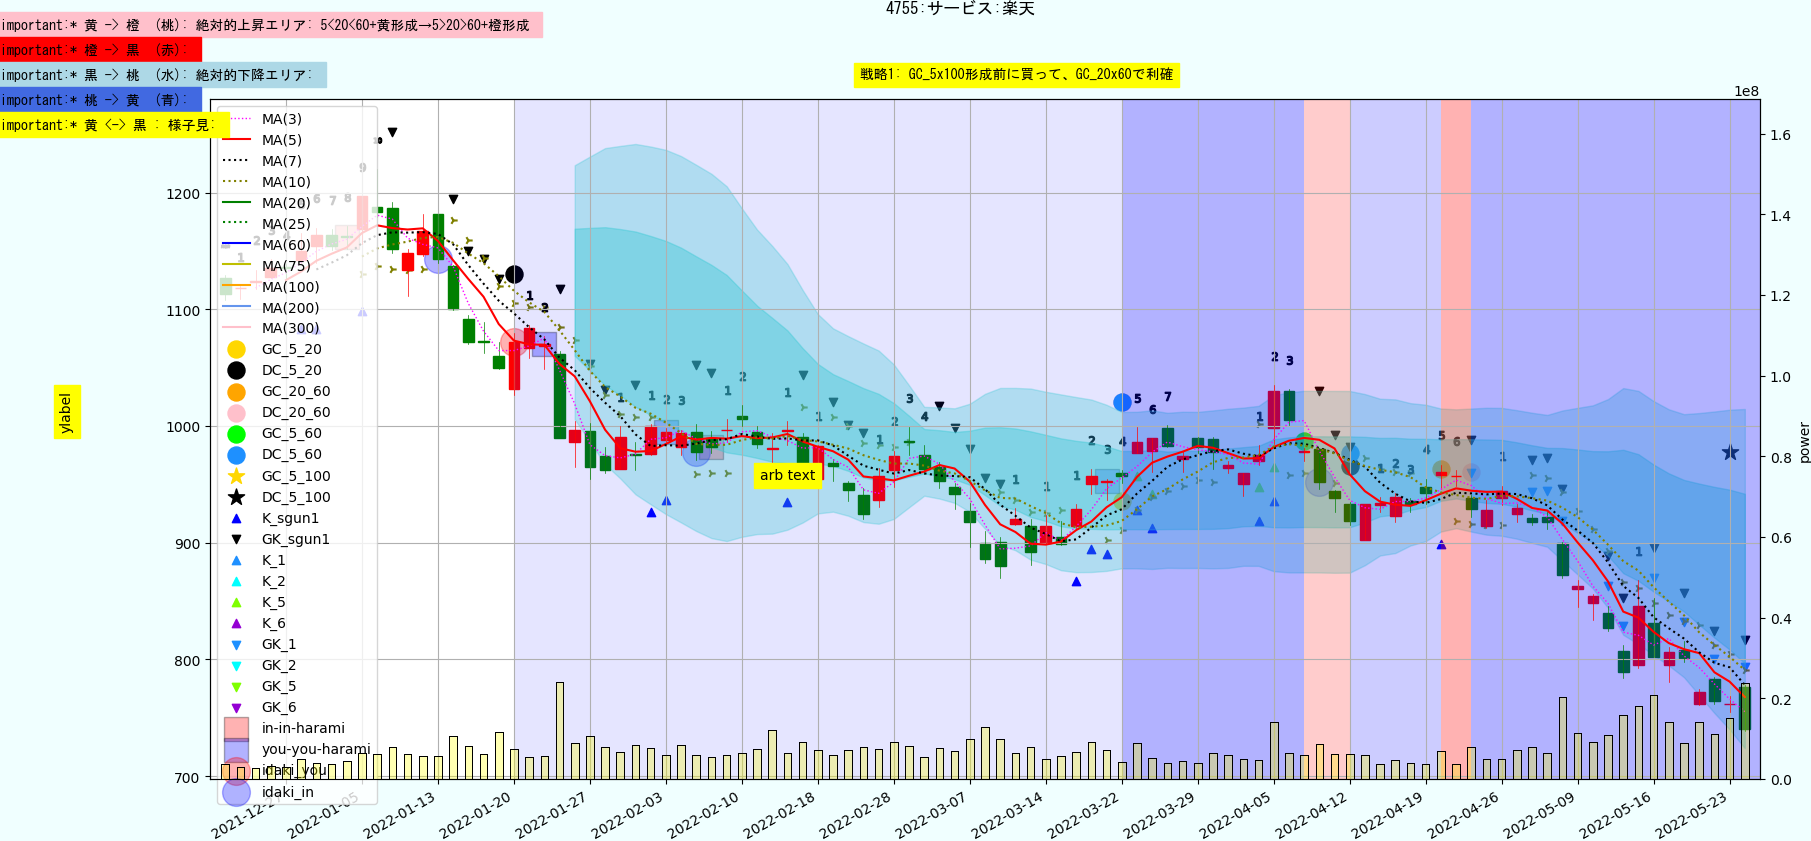 4755:サービス:楽天
important:* 黄 -> 橙 (桃): 絶対的上昇エリア: 5<20<60+黄形成→5>20>60+橙形成
important:* 橙 -> 黒 (赤):
important:* 黒 -> 桃 (水): 絶対的下降エリア:
戦略1: GC_5x100形成前に買って、GC_20x60で利確
important:* 桃 -> 黄 (青):
important:* 黄 <-> 黒 : 様子見:
1e8
MA(3)
MA(5)
MA(7)
MA(10)
MA(20)
MA(25)
MA(60)
MA(75)
MA(100)
MA(200)
MA(300)
GC_5_20
DC_5_20
GC_20_60
DC_20_60
GC_5_60
DC_5_60
GC_5_100
DC_5_100
K_sgun1
GK_sgun1
K_1
K_2
K_5
K_6
GK_1
GK_2
GK_5
GK_6
in-in-harami
you-you-harami
idaki_you
idaki_in
ylabel
1200
1100
1000
900
800
700
arb text
1.6
1.4
1.2
1.0
0.8
0.6
0.4
0.2
0.0
power
2022-01-05
2022-01-13
2022-01-20
2022-01-27
2022-02-03
2022-02-10
2022-02-18
2022-02-28
2022-03-07
2022-03-14
2022-03-22
2022-03-29
2022-04-05
2022-04-12
2022-04-19
2022-04-26
2022-05-09
2022-05-16
2022-05-23